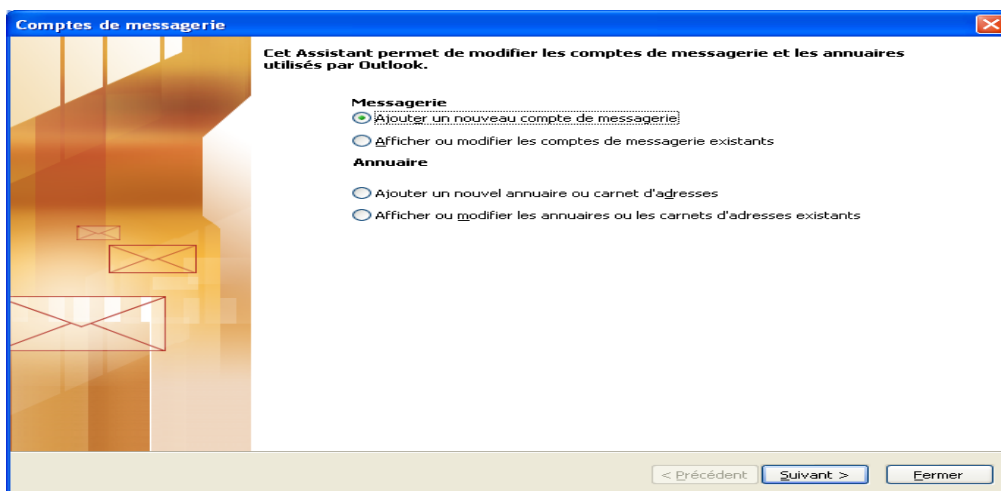 Comptes de messagerie
Cet Assistant permet de modifier les comptes de messagerie et les annuaires
utilisés par Outlook.
Messagerie
Ajouter un nouveau compte de messagerie
Afficher ou modifier les comptes de messagerie existants
Annuaire
Ajouter un nouvel annuaire ou carnet d'adresses
Afficher ou modifier les annuaires ou les carnets d'adresses existants
< Précédent Suivant > Fermer